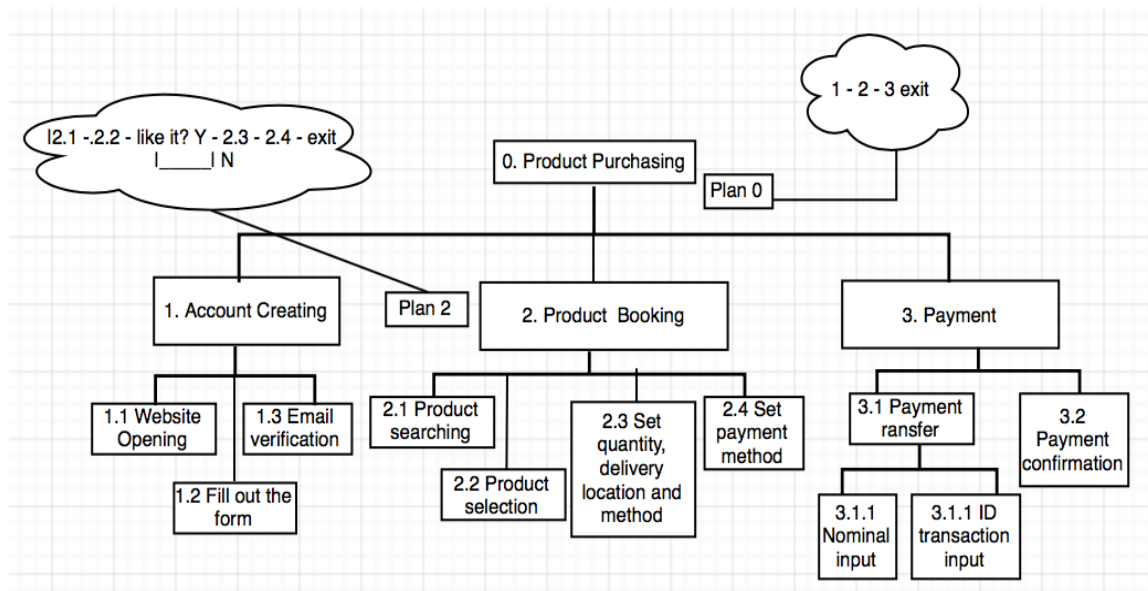 1 - 2 - 3 exit
I2.1 -.2.2 - like it? Y - 2.3 - 2.4 - exit
I_____I N
0. Product Purchasing
Plan 0
1. Account Creating
Plan 2
2. Product Booking
3. Payment
1.1 Website
Opening
1.3 Email
verification
1.2 Fill out the
form
2.1 Product
searching
2.2 Product
selection
2.3 Set
quantity,
delivery
location and
method
2.4 Set
payment
method
3.1 Payment
ransfer
3.2
Payment
confirmation
3.1.1
Nominal
input
3.1.1 ID
transaction
input